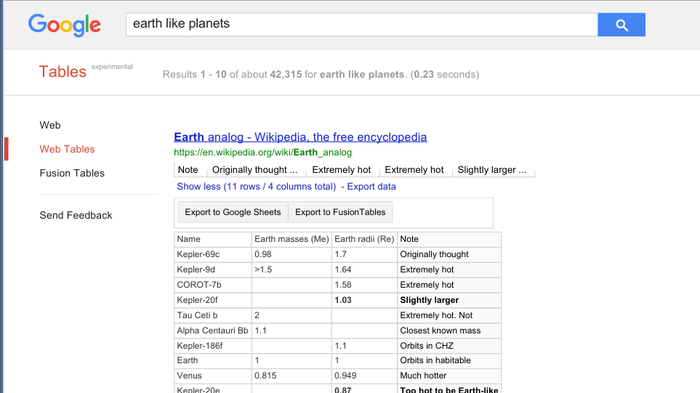 Google earth like planets
Tables experimental
Results 1 - 10 of about 42,315 for earth like planets. (0.23 seconds)
Web
Web Tables
Fusion Tables
Send Feedback
Earth analog - Wikipedia, the free encyclopedia
https://en.wikipedia.org/wiki/Earth_analog
Note Originally thought ... Extremely hot Extremely hot Slightly larger ...
Show less (11 rows / 4 columns total) - Export data
Export to Google Sheets Export to FusionTables
Name Earth masses (Me) Earth radii (Re) Note
Kepler-69c 0.98 1.7 Originally thought
Kepler-9d >1.5 1.64 Extremely hot
COROT-7b 1.58 Extremely hot
Kepler-20f 1.03 Slightly larger
Tau Ceti b 2 Extremely hot. Not
Alpha Centauri Bb 1.1 Closest known mass
Kepler-186f 1.1 Orbits in CHZ
Earth 1 1 Orbits in habitable
Venus 0.815 0.949 Much hotter
Kepler-20e 0.87 Too hot to be Earth-like